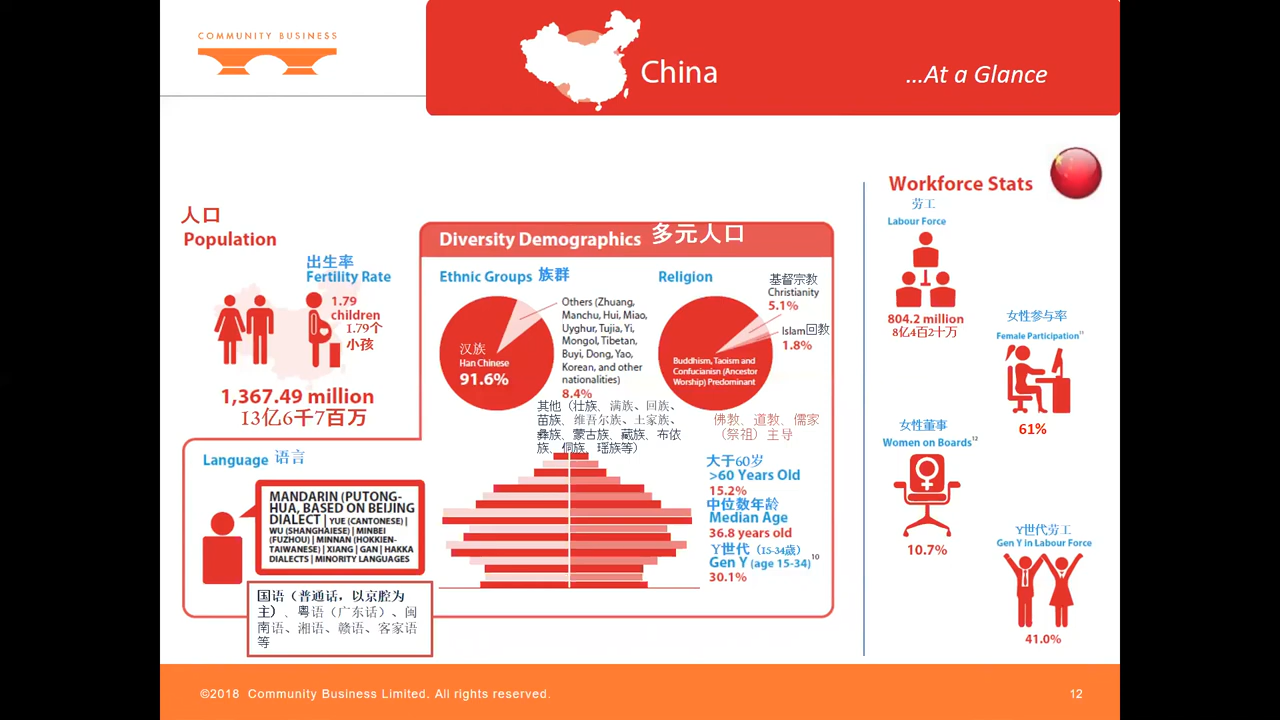 COMMUNITY BUSINESS
China
...At a Glance
人口
Population
出生率
Fertility Rate
1.79
children
1.79个
小孩
1,367.49 million
13亿6千7百万
Diversity Demographics 多元人口
Ethnic Groups 族群
汉族
Han Chinese
91.6%
Others (Zhuang,
Manchu, Hui, Miao,
Uyghur, Tujia, Yi,
Mongol, Tibetan,
Buyi, Dong, Yao,
Korean, and other
nationalities)
8.4%
其他（壮族、满族、回族、
苗族、维吾尔族、土家族、
彝族、蒙古族、藏族、布依
族、侗族、瑶族等）
Religion
基督宗教
Christianity
5.1%
Islam回教
1.8%
Buddhism, Taoism and
Confucianism (Ancestor
Worship) Predominant
佛教、道教、儒家
（祭祖）主导
大于60岁
>60 Years Old
15.2%
中位数年龄
Median Age
36.8 years old
Y世代（15-34歲）
Gen Y (age 15-34)10
30.1%
Language 语言
MANDARIN (PUTONG-
HUA, BASED ON BEIJING
DIALECT | YUE (CANTONESE) |
WU (SHANGHAIESE) | MINBEI
(FUZHOU) | MINNAN (HOKKIEN-
TAIWANESE) | XIANG | GAN | HAKKA
DIALECTS | MINORITY LANGUAGES
国语（普通话，以京腔为
主）、粤语（广东话）、闽
南语、湘语、赣语、客家语
等
Workforce Stats
劳工
Labour Force
804.2 million
8亿4百2十万
女性参与率
Female Participation11
61%
女性董事
Women on Boards12
10.7%
Y世代劳工
Gen Y in Labour Force
41.0%
©2018 Community Business Limited. All rights reserved.
12